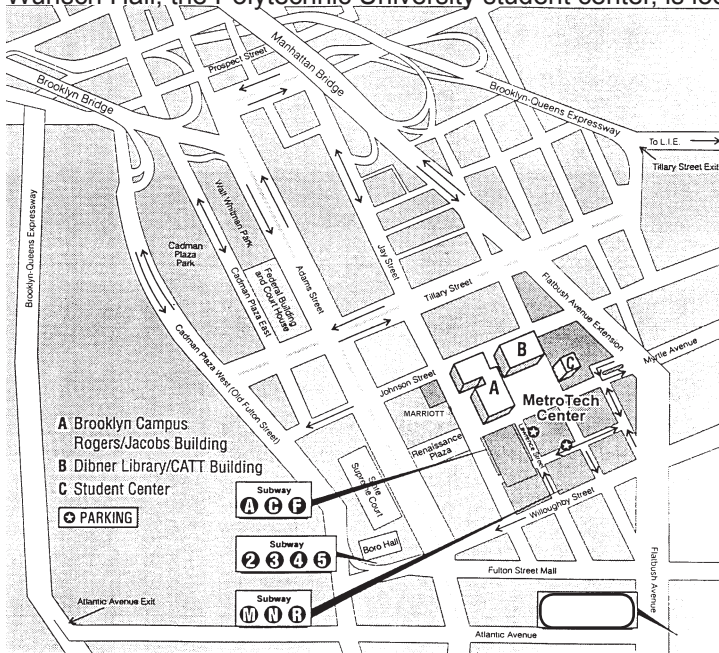 Wunsch Hall, the Polytechnic University student center, is loc
Prospect Street
Manhattan Bridge
Brooklyn Bridge
Brooklyn-Queens Expressway
To L.I.E.
Tillary Street Exit
Brooklyn-Queens Expressway
Walt Whitman Park
Cadman
Plaza
Park
Federal Building
and Court House
Cadman Plaza East
Adams Street
Jay Street
Tillary Street
Flatbush Avenue Extension
Cadman Plaza West (Old Fulton Street)
Johnson Street
B
A
C
Myrtle Avenue
MARRIOTT
MetroTech
Center
A Brooklyn Campus
Rogers/Jacobs Building
B Dibner Library/CATT Building
C Student Center
PARKING
Renaissance
Plaza
Lawrence Street
State
Supreme Court
Subway
A C F
Willoughby Street
Boro Hall
Subway
2 3 4 5
Fulton Street Mall
Flatbush Avenue
Subway
M N R
Atlantic Avenue Exit
Atlantic Avenue